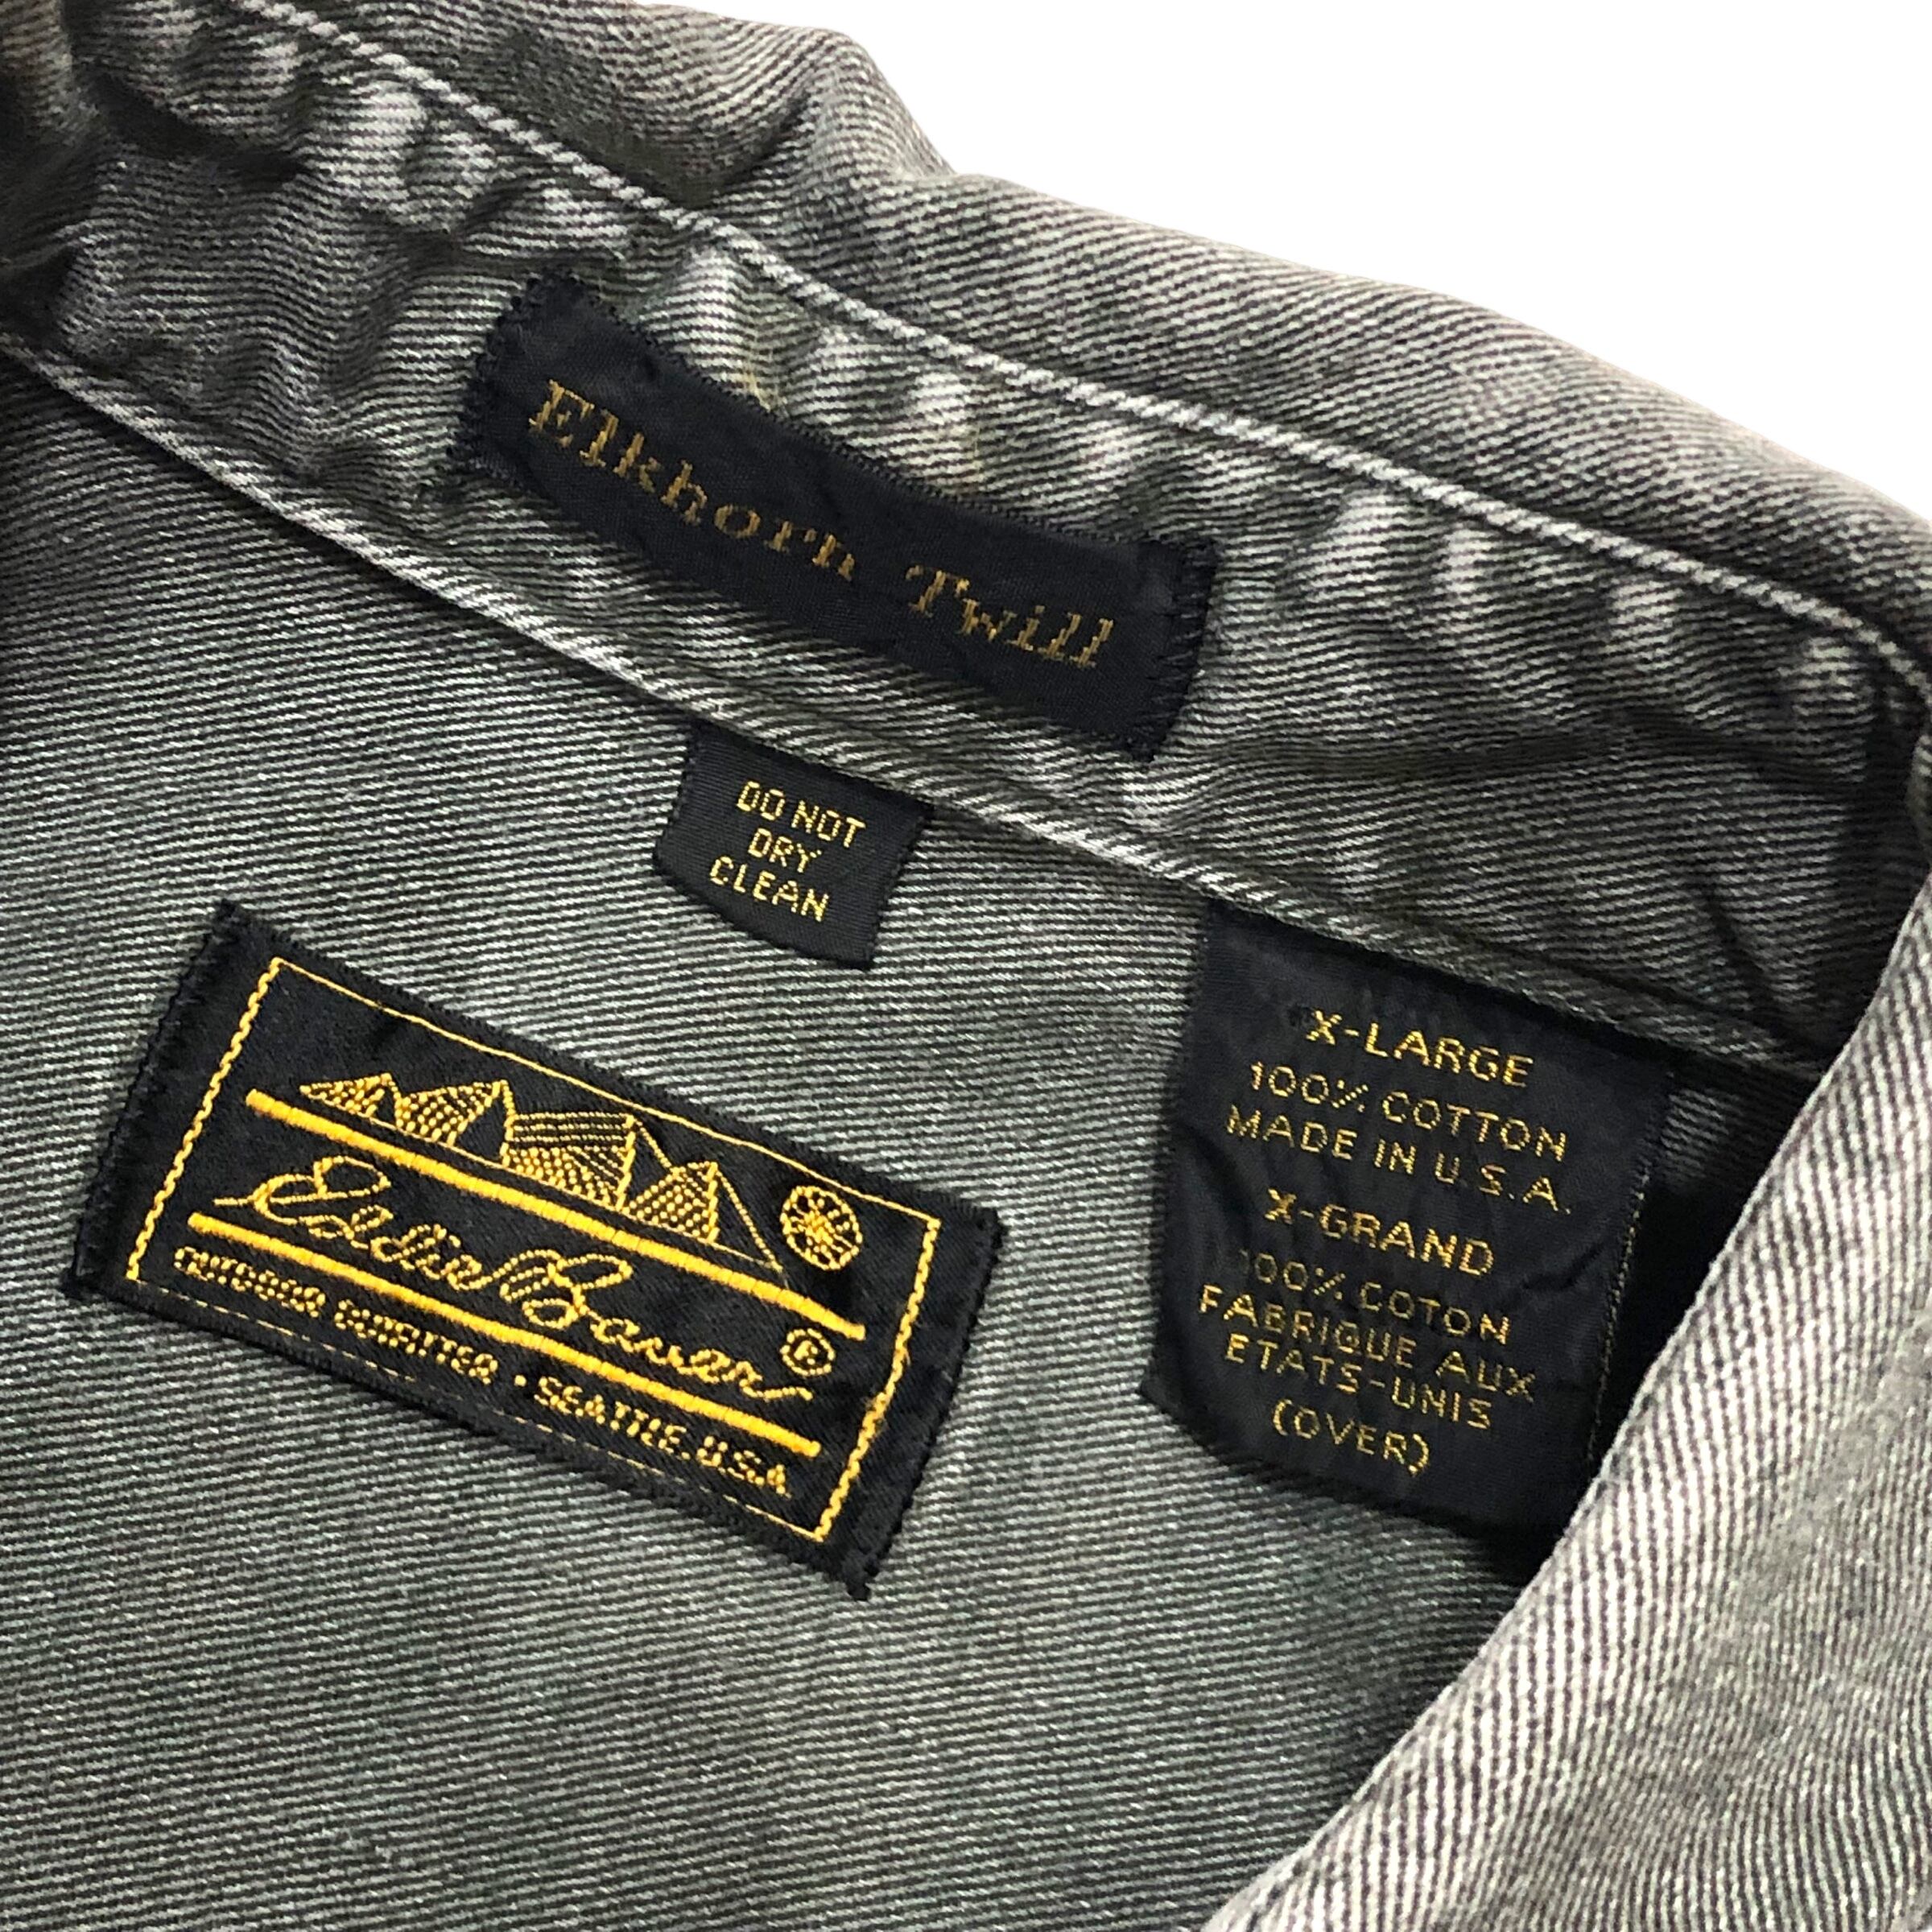 Elkhorn Twill
DO NOT
DRY
CLEAN
Eddie Bauer ®
OUTDOOR OUTFITTER · SEATTLE, U.S.A.
X-LARGE
100% COTTON
MADE IN U.S.A.
X-GRAND
100% COTON
FABRIQUE AUX
ETATS-UNIS
(OVER)